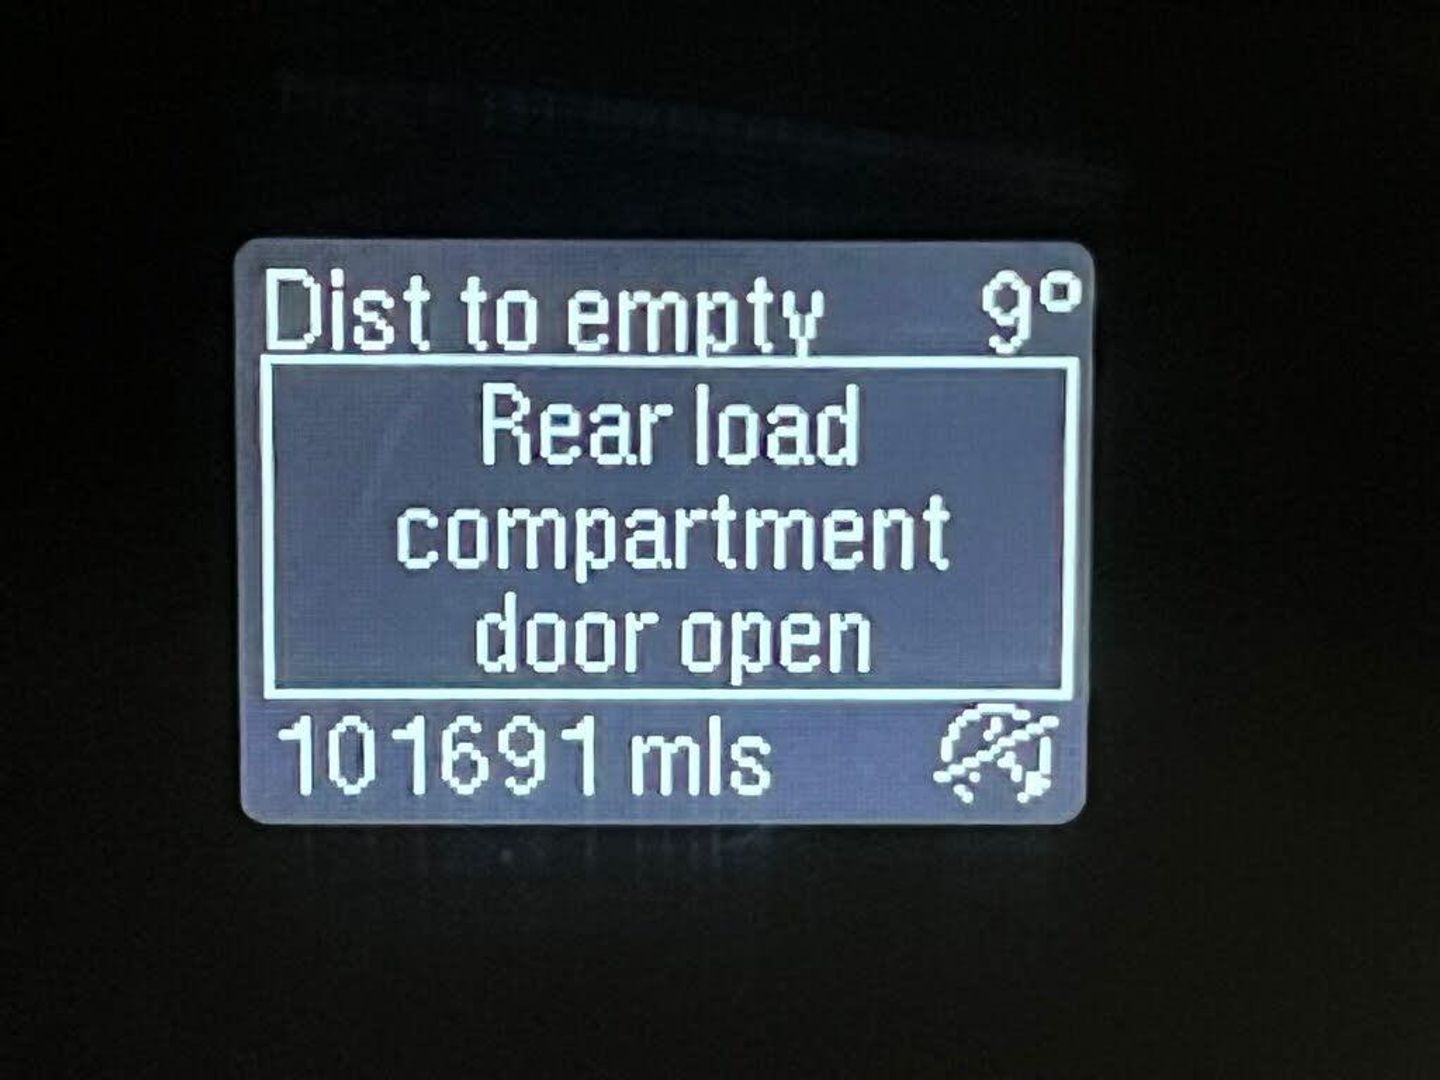 Dist to empty 9°
Rear load
compartment
door open
101691 mls